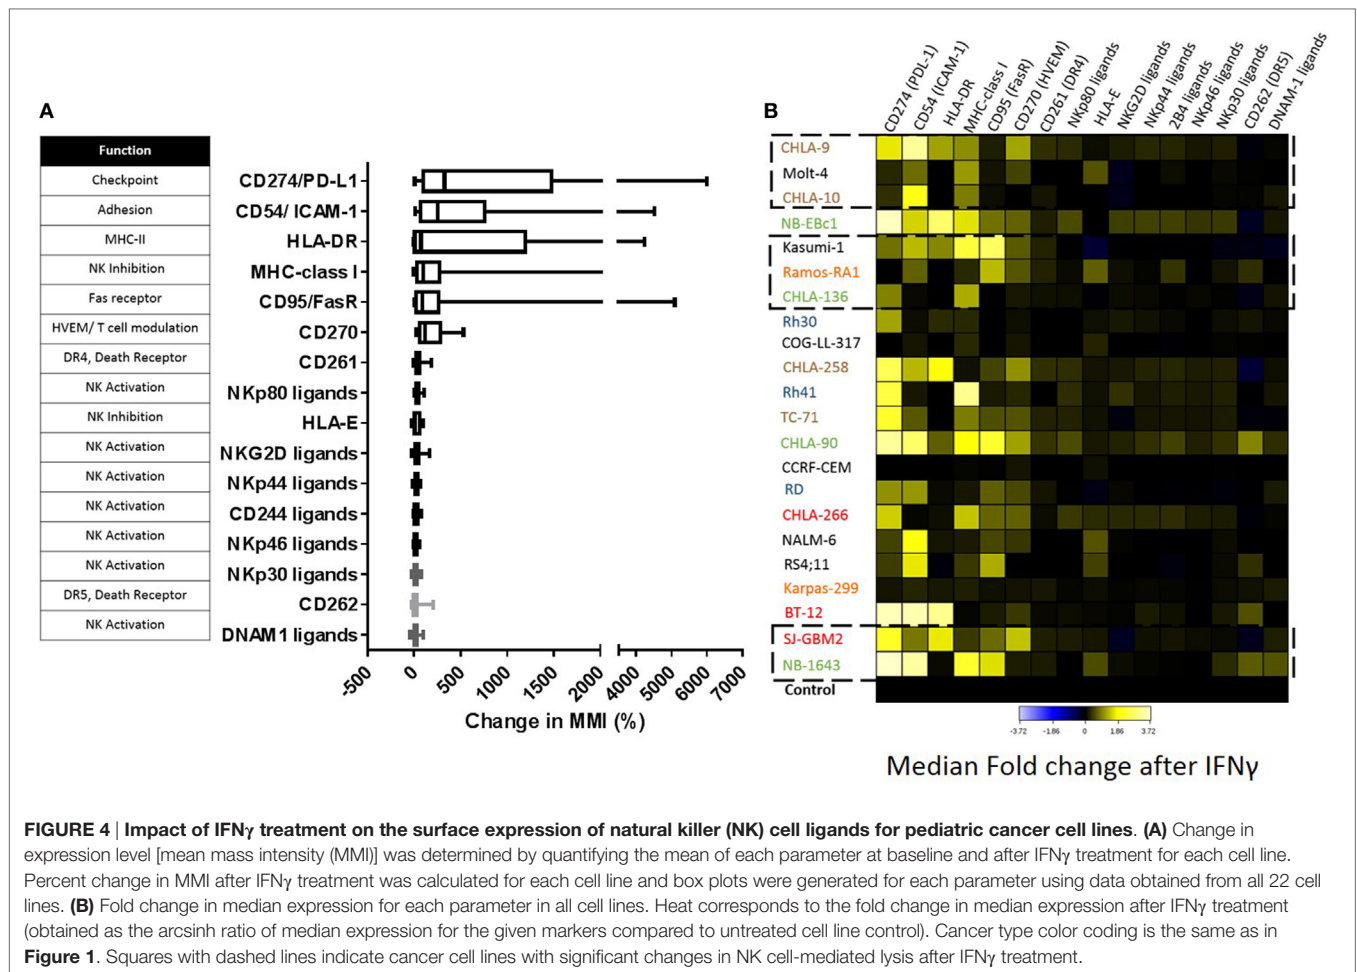 A
Function
Checkpoint
Adhesion
MHC-II
NK Inhibition
Fas receptor
HVEM/ T cell modulation
DR4, Death Receptor
NK Activation
NK Inhibition
NK Activation
NK Activation
NK Activation
NK Activation
NK Activation
DR5, Death Receptor
NK Activation
CD274/PD-L1
CD54/ ICAM-1
HLA-DR
MHC-class I
CD95/FasR
CD270
CD261
NKp80 ligands
HLA-E
NKG2D ligands
NKp44 ligands
CD244 ligands
NKp46 ligands
NKp30 ligands
CD262
DNAM1 ligands
-500
0
500
1000
1500
2000
4000
5000
6000
7000
Change in MMI (%)
B
CD274 (PDL-1)
CD54 (ICAM-1)
HLA-DR
MHC-class I
CD95 (FasR)
CD270 (HVEM)
CD261 (DR4)
NKp80 ligands
HLA-E
NKG2D ligands
NKp44 ligands
2B4 ligands
NKp46 ligands
NKp30 ligands
CD262 (DR5)
DNAM-1 ligands
CHLA-9
Molt-4
CHLA-10
NB-EBc1
Kasumi-1
Ramos-RA1
CHLA-136
Rh30
COG-LL-317
CHLA-258
Rh41
TC-71
CHLA-90
CCRF-CEM
RD
CHLA-266
NALM-6
RS4;11
Karpas-299
BT-12
SJ-GBM2
NB-1643
Control
-3.72 -1.86 0 1.86 3.72
Median Fold change after IFNγ
FIGURE 4 | Impact of IFNγ treatment on the surface expression of natural killer (NK) cell ligands for pediatric cancer cell lines. (A) Change in
expression level [mean mass intensity (MMI)] was determined by quantifying the mean of each parameter at baseline and after IFNγ treatment for each cell line.
Percent change in MMI after IFNγ treatment was calculated for each cell line and box plots were generated for each parameter using data obtained from all 22 cell
lines. (B) Fold change in median expression for each parameter in all cell lines. Heat corresponds to the fold change in median expression after IFNγ treatment
(obtained as the arcsinh ratio of median expression for the given markers compared to untreated cell line control). Cancer type color coding is the same as in
Figure 1. Squares with dashed lines indicate cancer cell lines with significant changes in NK cell-mediated lysis after IFNγ treatment.